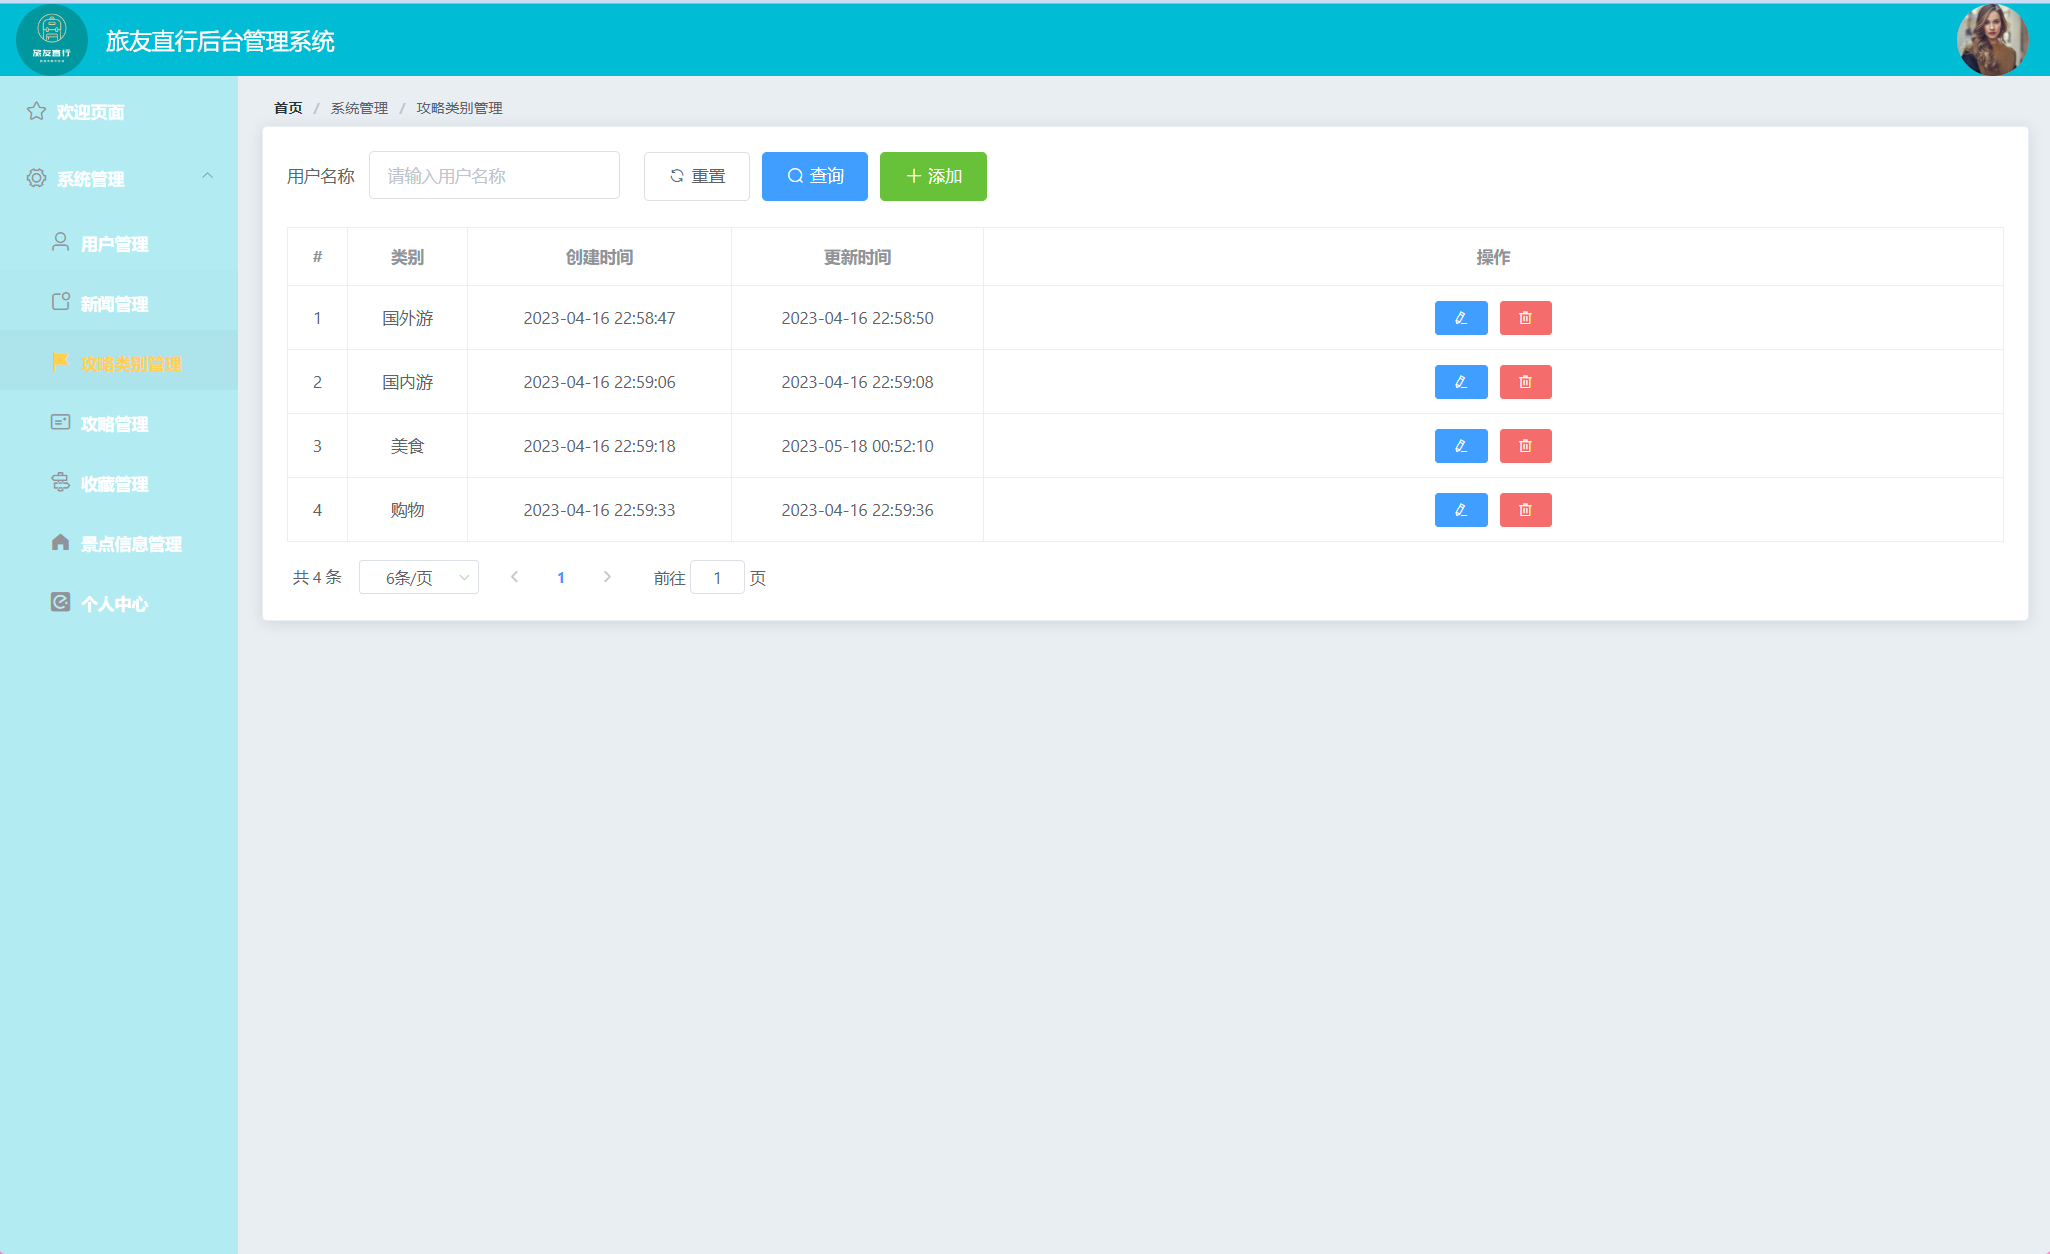 旅友直行
旅友直行后台管理系统
欢迎页面
系统管理
用户管理
新闻管理
攻略类别管理
攻略管理
收藏管理
景点信息管理
个人中心
首页 / 系统管理 / 攻略类别管理
用户名称 请输入用户名称 重置 查询 添加
# 类别 创建时间 更新时间 操作
1 国外游 2023-04-16 22:58:47 2023-04-16 22:58:50
2 国内游 2023-04-16 22:59:06 2023-04-16 22:59:08
3 美食 2023-04-16 22:59:18 2023-05-18 00:52:10
4 购物 2023-04-16 22:59:33 2023-04-16 22:59:36
共 4 条 6条/页 1 前往 1 页